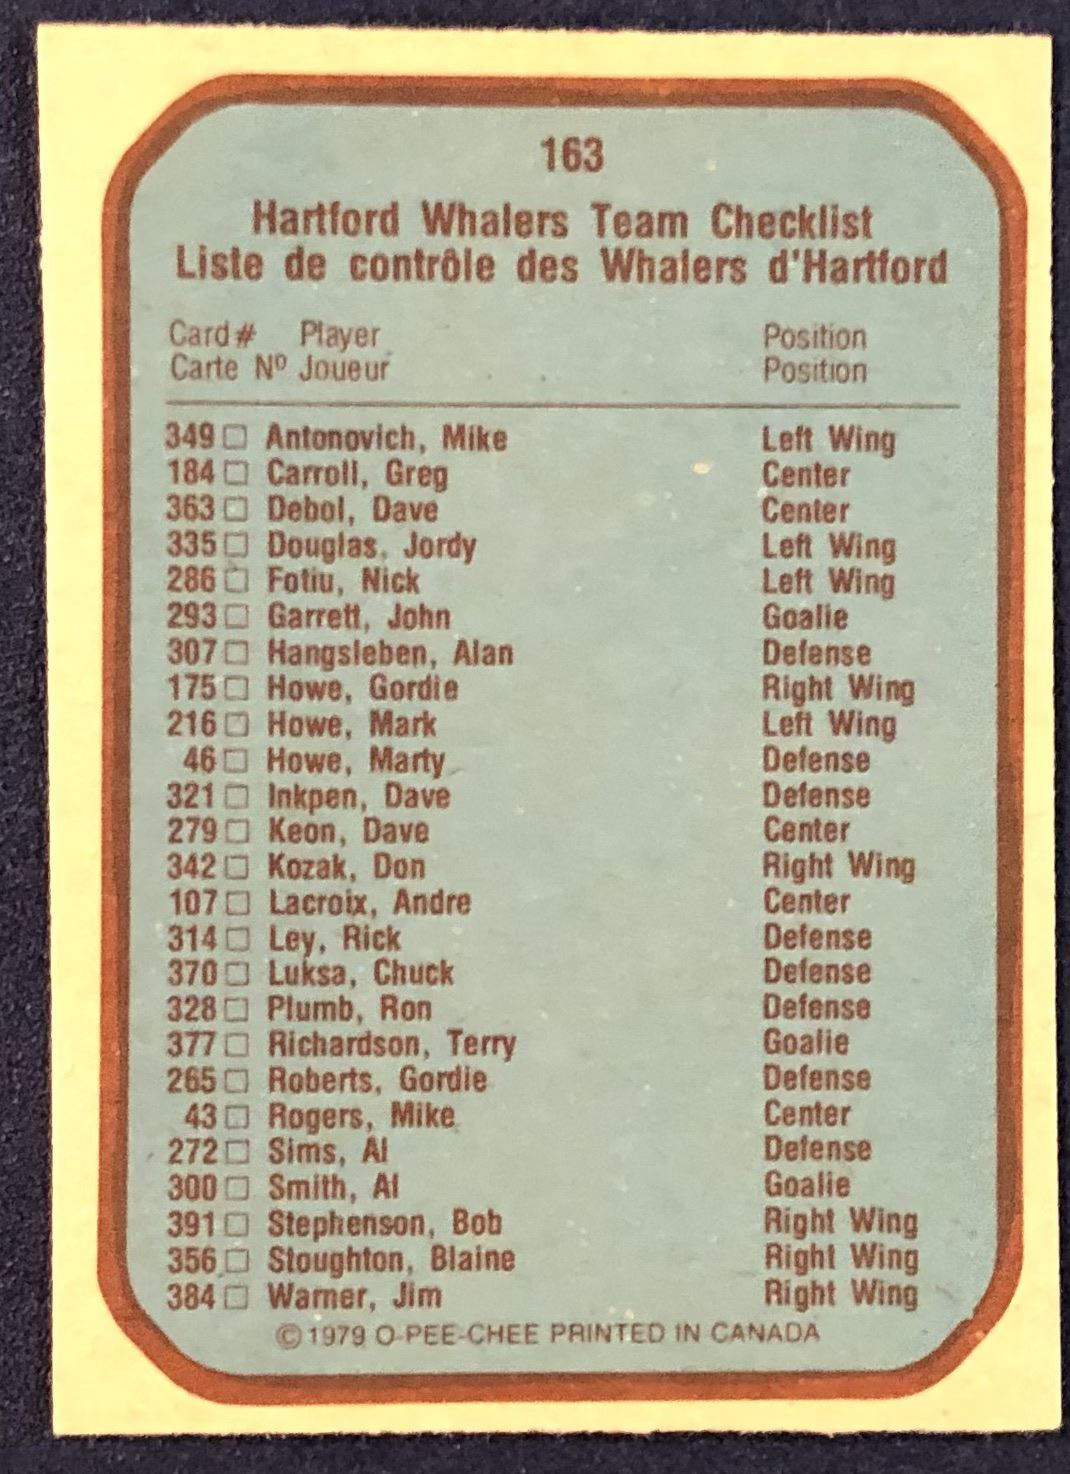 163
Hartford Whalers Team Checklist
Liste de contrôle des Whalers d'Hartford
Card # Player Position
Carte Nº Joueur Position
349 □ Antonovich, Mike Left Wing
184 □ Carroll, Greg Center
363 □ Debol, Dave Center
335 □ Douglas, Jordy Left Wing
286 □ Fotiu, Nick Left Wing
293 □ Garrett, John Goalie
307 □ Hangsleben, Alan Defense
175 □ Howe, Gordie Right Wing
216 □ Howe, Mark Left Wing
46 □ Howe, Marty Defense
321 □ Inkpen, Dave Defense
279 □ Keon, Dave Center
342 □ Kozak, Don Right Wing
107 □ Lacroix, Andre Center
314 □ Ley, Rick Defense
370 □ Luksa, Chuck Defense
328 □ Plumb, Ron Defense
377 □ Richardson, Terry Goalie
265 □ Roberts, Gordie Defense
43 □ Rogers, Mike Center
272 □ Sims, Al Defense
300 □ Smith, Al Goalie
391 □ Stephenson, Bob Right Wing
356 □ Stoughton, Blaine Right Wing
384 □ Warner, Jim Right Wing
© 1979 O-PEE-CHEE PRINTED IN CANADA